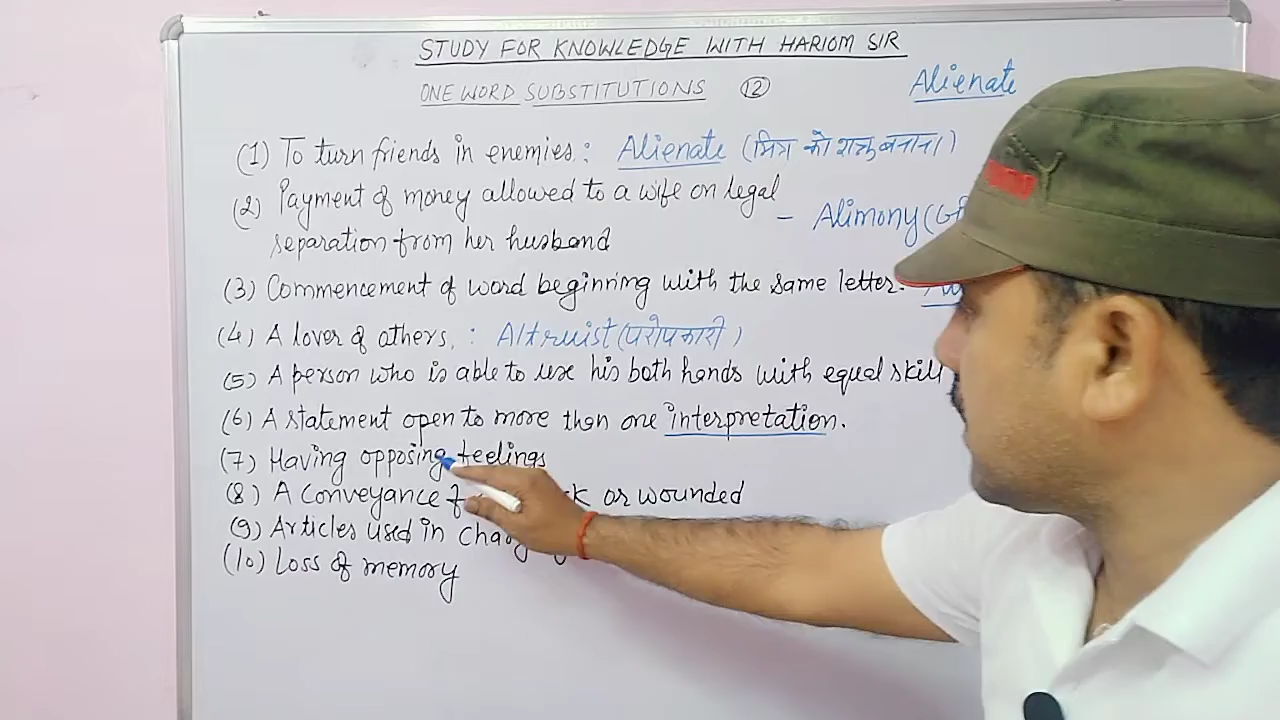 STUDY FOR KNOWLEDGE WITH HARIOM SIR
ONE WORD SUBSTITUTIONS (12)
Alienate
(1) To turn friends in enemies : Alienate (मित्र को शत्रु बनाना)
(2) Payment of money allowed to a wife on legal
separation from her husband - Alimony (
(3) Commencement of word beginning with the same letter.
(4) A lover of others, : Altruist (परोपकारी)
(5) A person who is able to use his both hands with equal skill
(6) A statement open to more than one interpretation.
(7) Having opposing feelings
(8) A Conveyance or wounded
(9) Articles used in
(10) Loss of memory